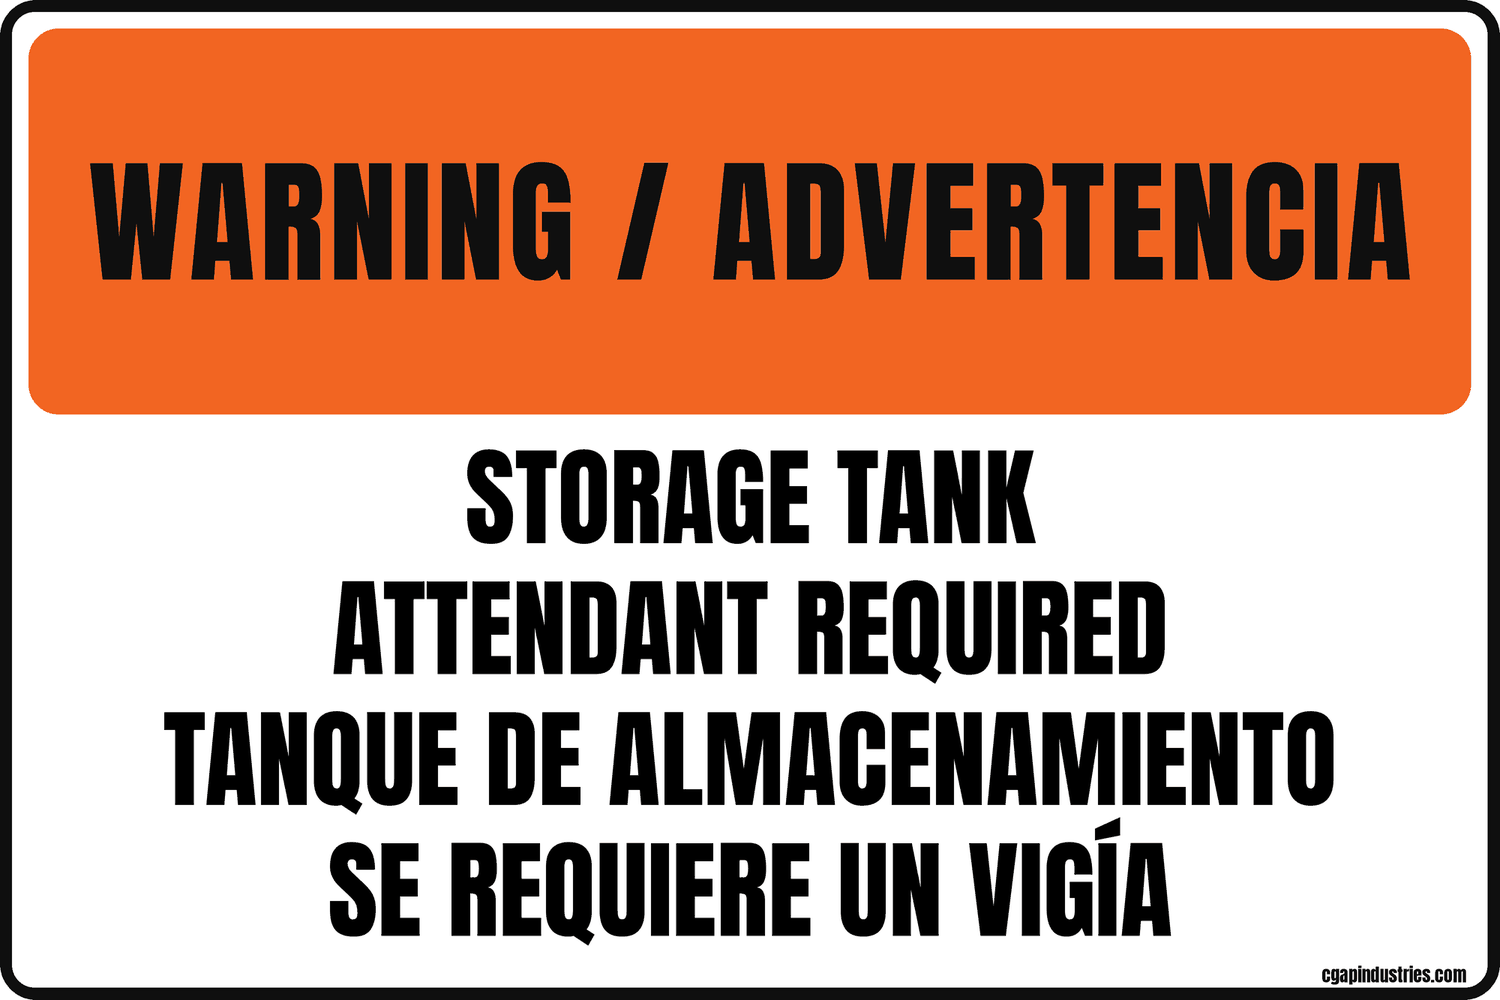 WARNING / ADVERTENCIA
STORAGE TANK
ATTENDANT REQUIRED
TANQUE DE ALMACENAMIENTO
SE REQUIERE UN VIGÍA
cgapindustries.com